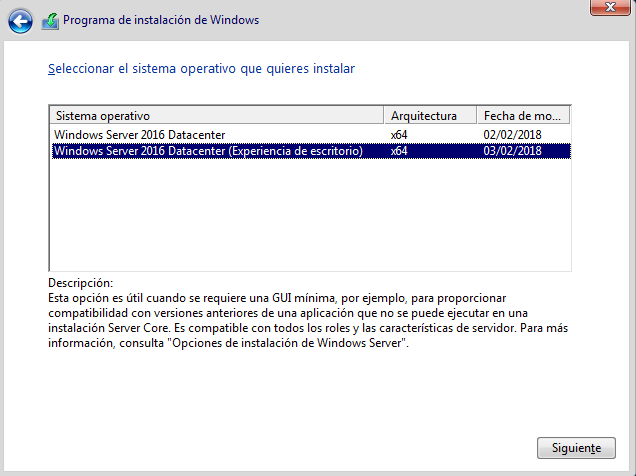 Programa de instalación de Windows
Seleccionar el sistema operativo que quieres instalar
Sistema operativo Arquitectura Fecha de mo...
Windows Server 2016 Datacenter x64 02/02/2018
Windows Server 2016 Datacenter (Experiencia de escritorio) x64 03/02/2018
Descripción:
Esta opción es útil cuando se requiere una GUI mínima, por ejemplo, para proporcionar
compatibilidad con versiones anteriores de una aplicación que no se puede ejecutar en una
instalación Server Core. Es compatible con todos los roles y las características de servidor. Para más
información, consulta "Opciones de instalación de Windows Server".
Siguiente